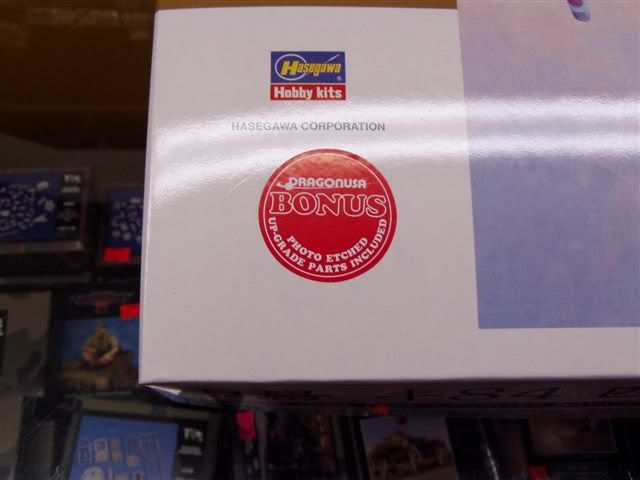 Hasegawa
Hobby kits
HASEGAWA CORPORATION
DRAGONUSA
BONUS
PHOTO ETCHED
UP-GRADE PARTS INCLUDED